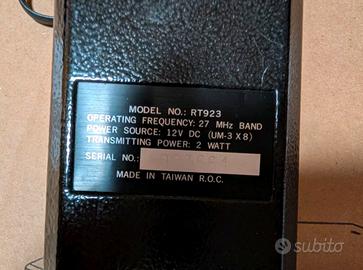 MODEL NO.: RT923
OPERATING FREQUENCY: 27 MHz BAND
POWER SOURCE: 12V DC (UM-3 X 8)
TRANSMITTING POWER: 2 WATT
SERIAL NO.:
MADE IN TAIWAN R.O.C.
subito